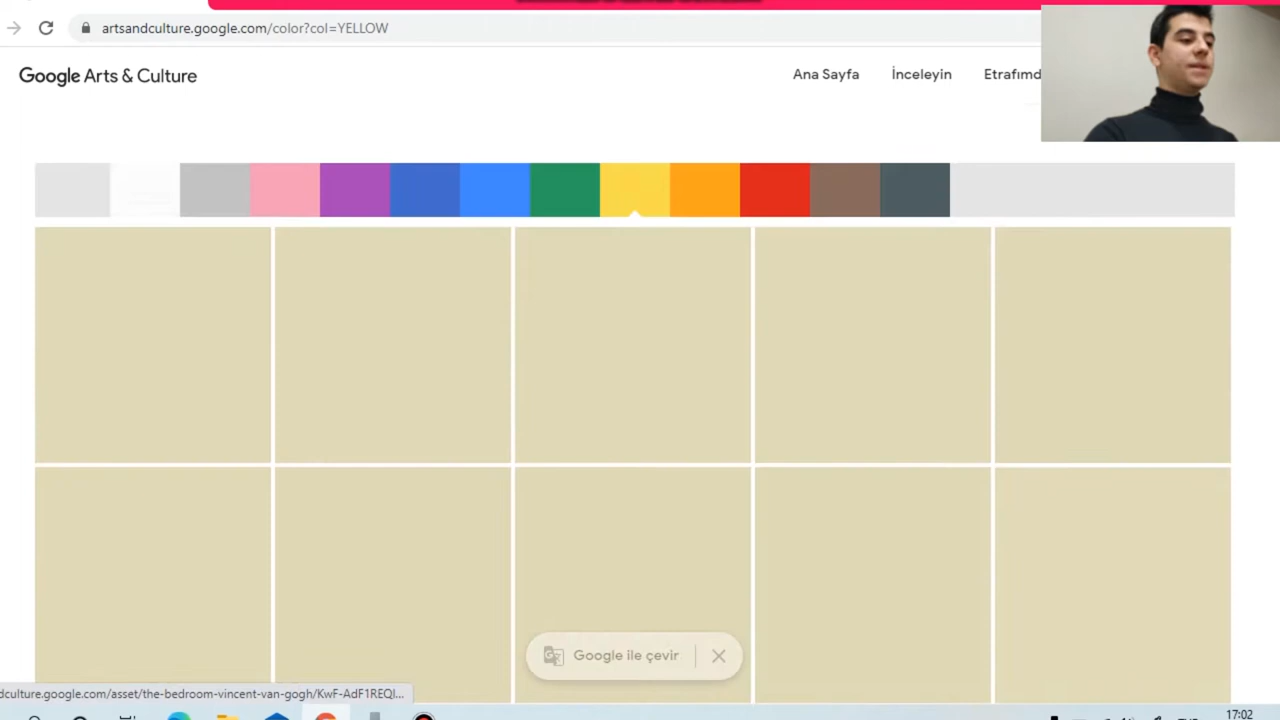 artsandculture.google.com/color?col=YELLOW
Google Arts & Culture
Ana Sayfa
İnceleyin
Etrafımd
Google ile çevir
dculture.google.com/asset/the-bedroom-vincent-van-gogh/KwF-AdF1REQl...
17:02